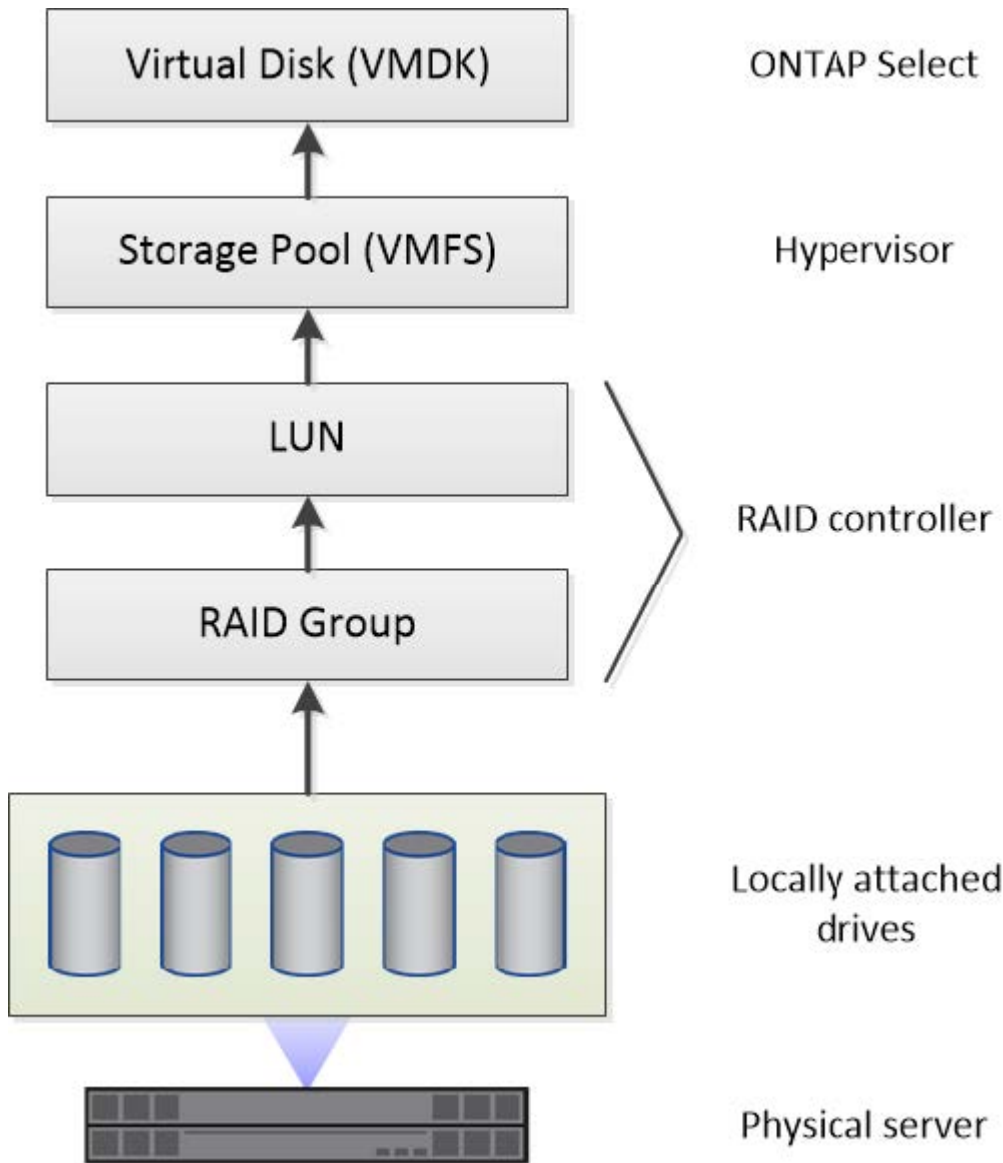 Virtual Disk (VMDK)
ONTAP Select
Storage Pool (VMFS)
Hypervisor
LUN
RAID controller
RAID Group
Locally attached
drives
Physical server